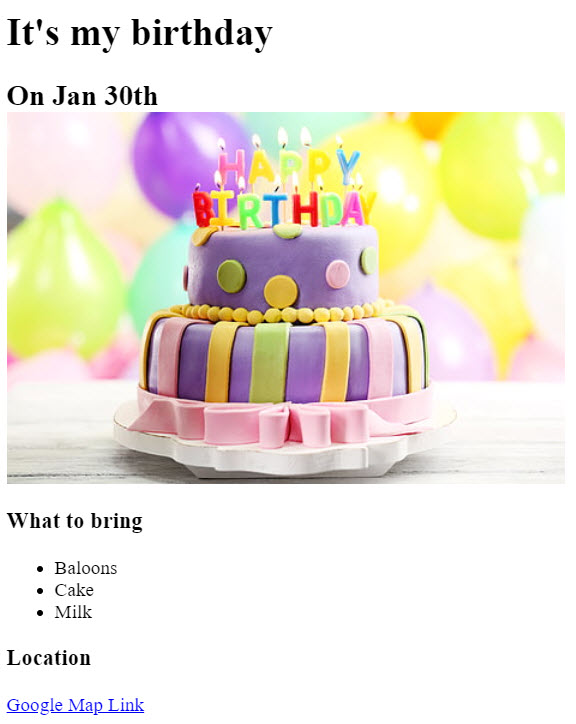 It's my birthday
On Jan 30th
HAPPY
BIRTHDAY
What to bring
Baloons
Cake
Milk
Location
Google Map Link